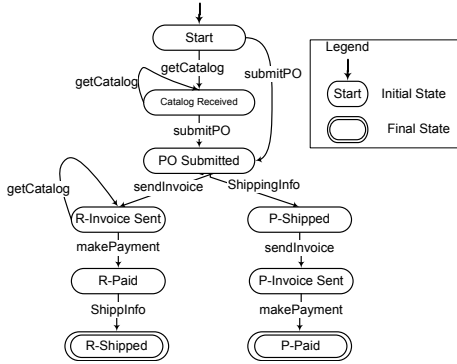 Start
Legend
getCatalog
submitPO
getCatalog
Start
Initial State
Catalog Received
submitPO
Final State
PO Submitted
sendInvoice
ShippingInfo
getCatalog
R-Invoice Sent
P-Shipped
makePayment
sendInvoice
R-Paid
P-Invoice Sent
ShippInfo
makePayment
R-Shipped
P-Paid